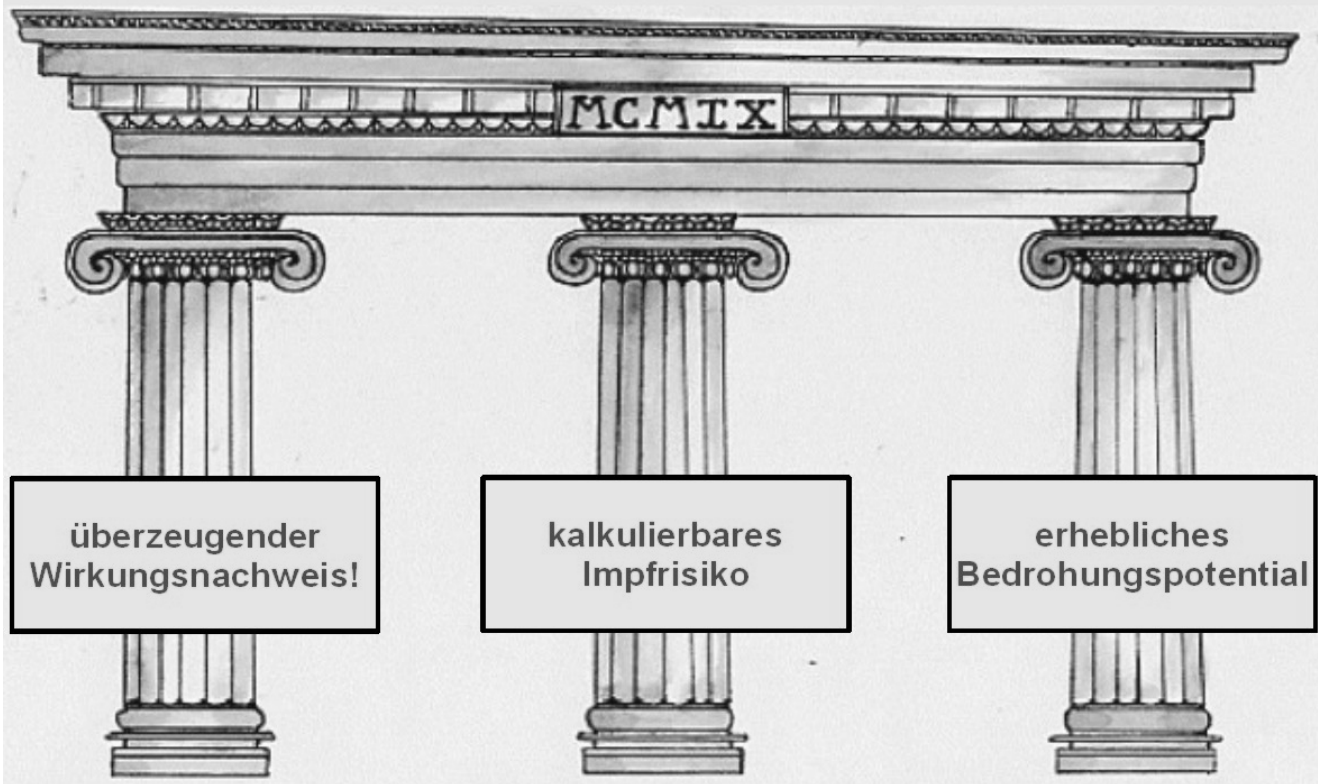 MCMIX
überzeugender
Wirkungsnachweis!
kalkulierbares
Impfrisiko
erhebliches
Bedrohungspotential